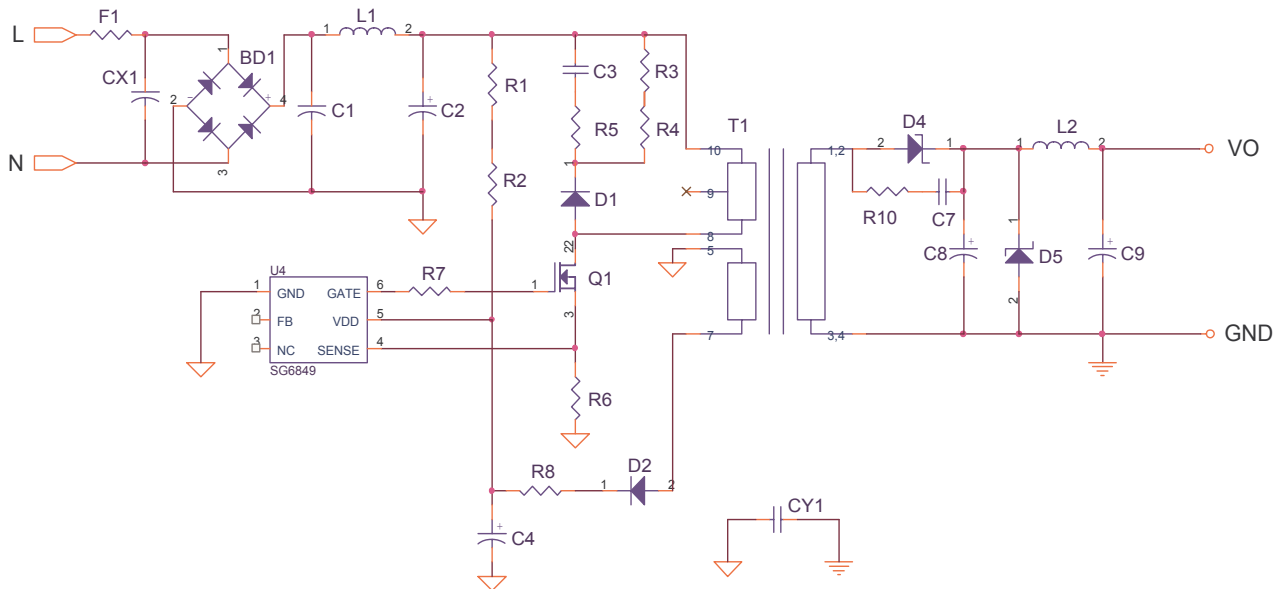 F1
L1
L
1
2
1
BD1
C3
R3
CX1
R1
T1
2
−
+
4
C1
+
C2
R5
R4
D4
L2
10
1,2
2
1
1
2
VO
N
3
1
R2
9
R10
C7
D1
1
8
C8
+
D5
+
C9
22
5
U4
R7
1
GND
GATE
6
1
Q1
2
2
FB
VDD
5
3
3
NC
SENSE
4
7
3,4
GND
SG6849
R6
R8
1
D2
2
+
C4
CY1